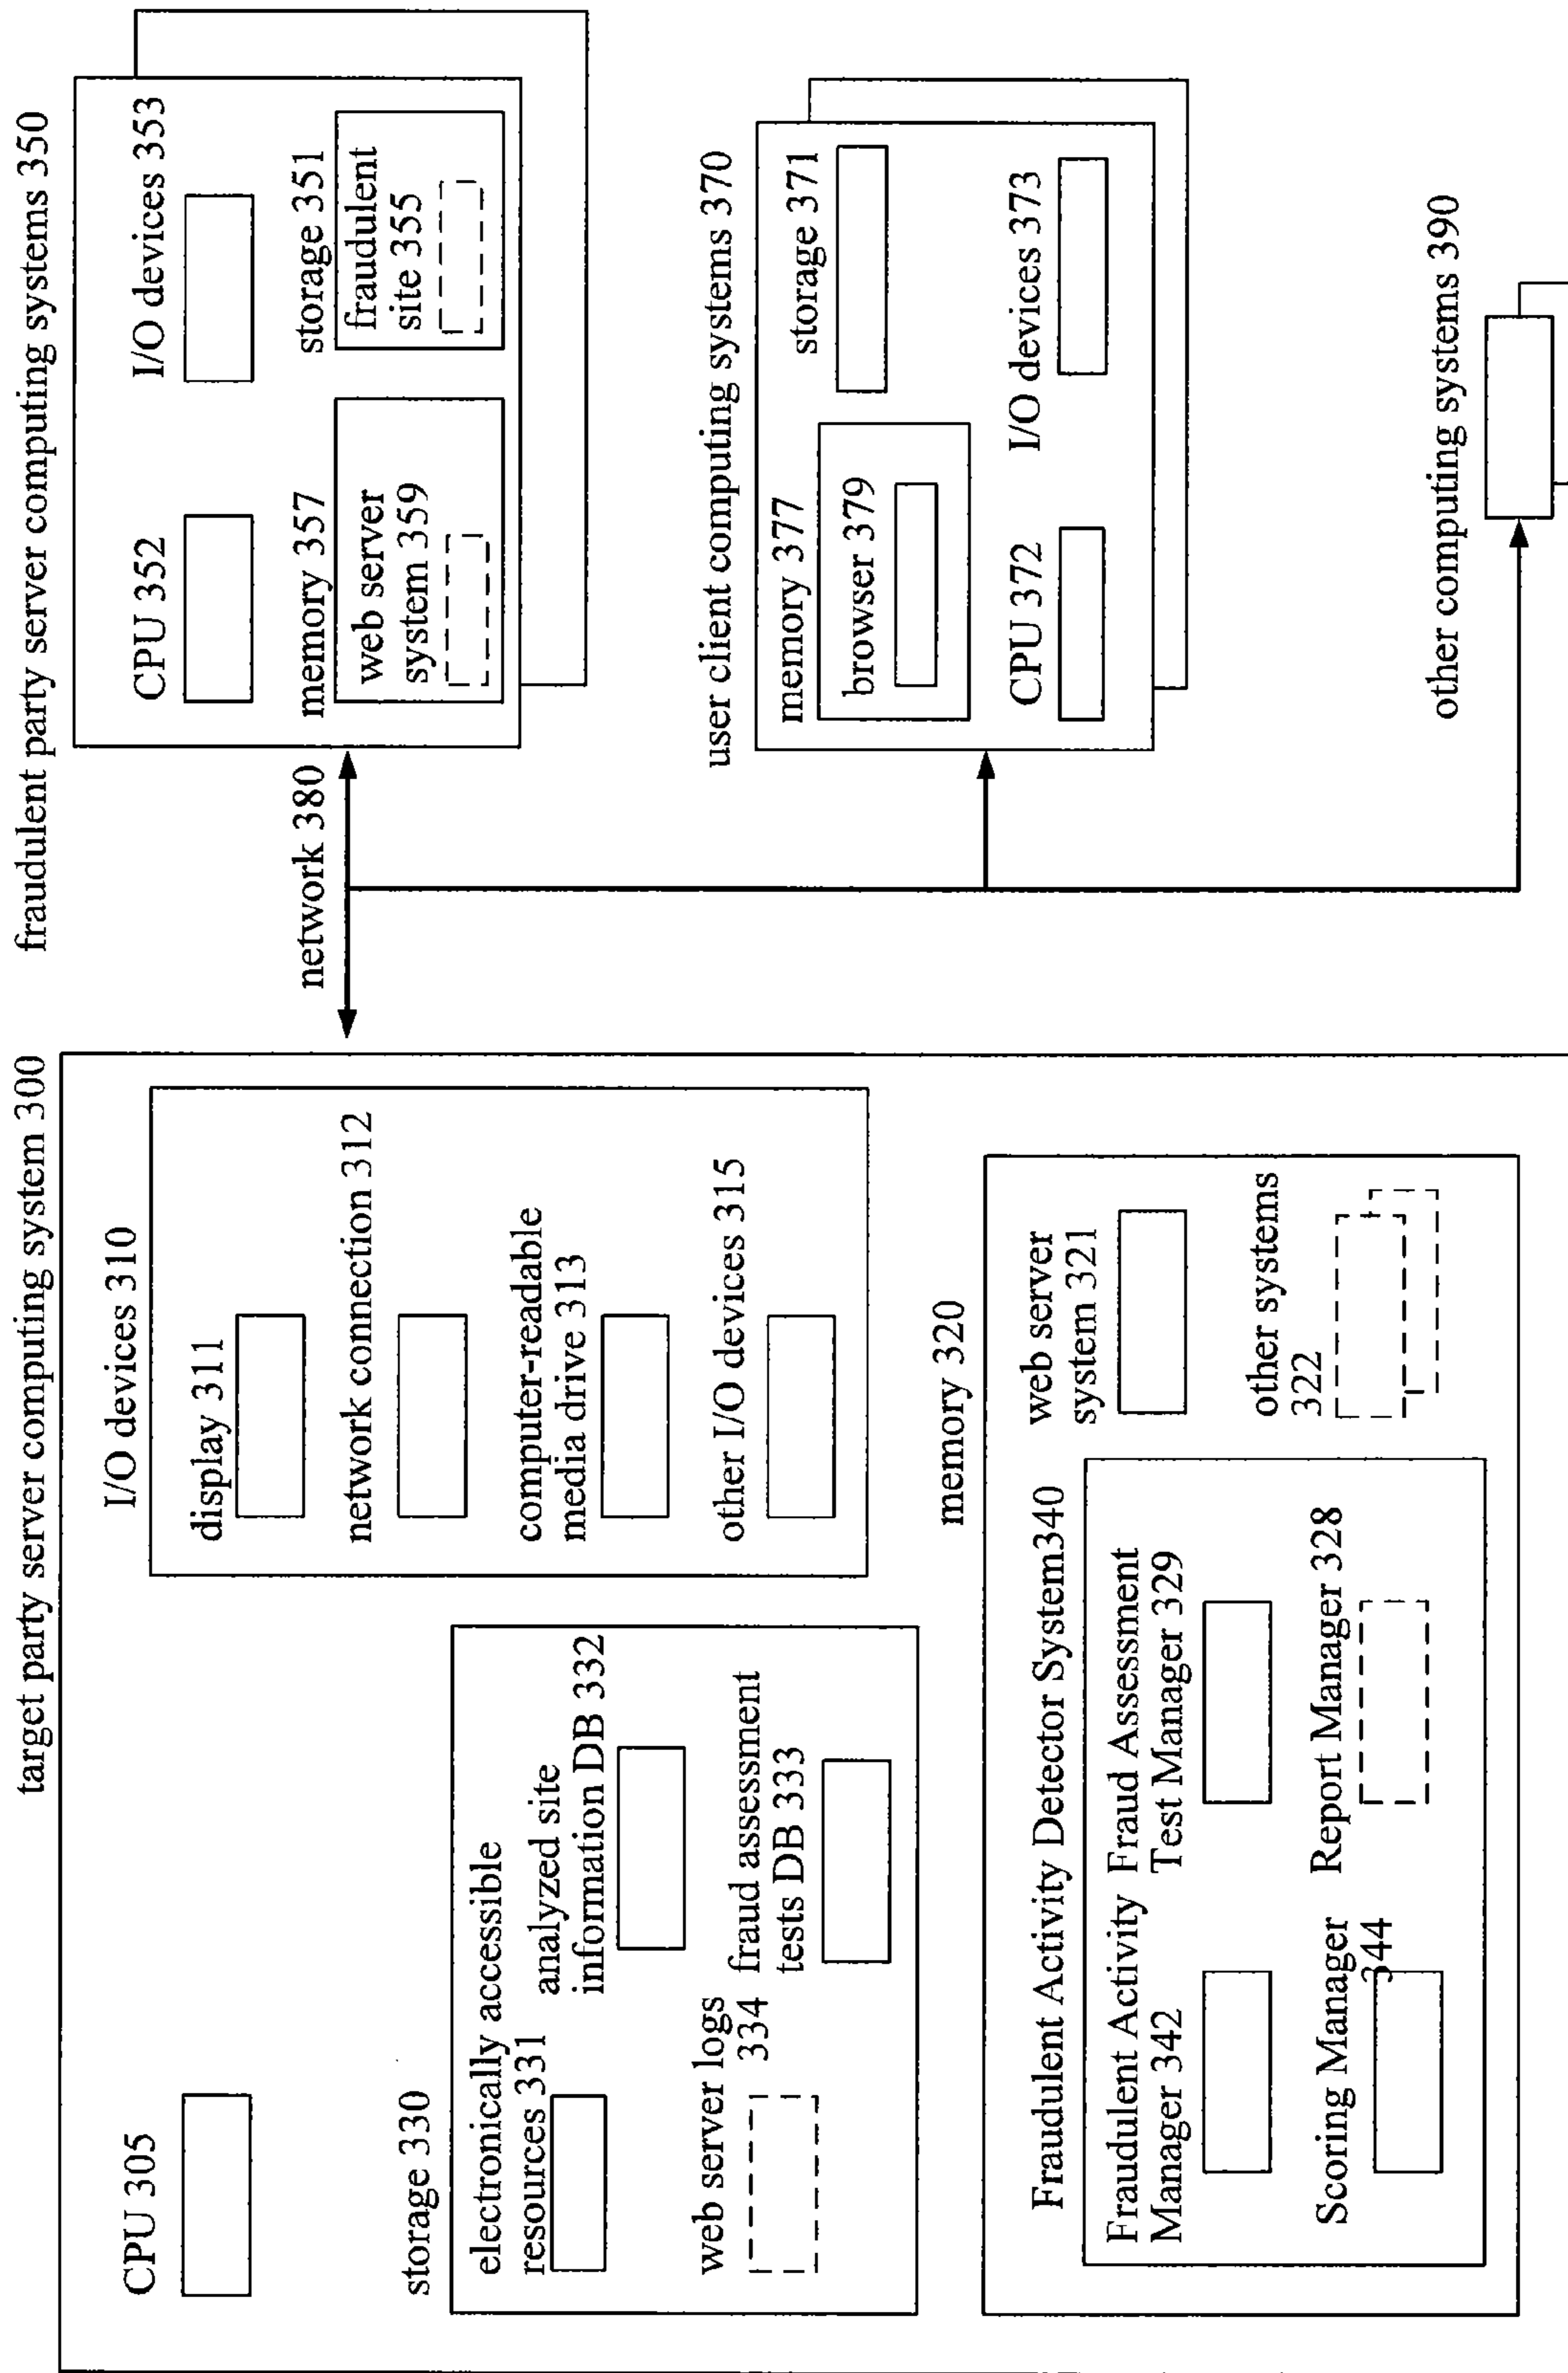 target party server computing system 300
CPU 305
I/O devices 310
display 311
network connection 312
computer-readable
media drive 313
other I/O devices 315
storage 330
electronically accessible
resources 331
analyzed site
information DB 332
web server logs
334
fraud assessment
tests DB 333
memory 320
Fraudulent Activity Detector System340
Fraudulent Activity
Manager 342
Fraud Assessment
Test Manager 329
Scoring Manager
344
Report Manager 328
web server
system 321
other systems
322
network 380
fraudulent party server computing systems 350
CPU 352
I/O devices 353
memory 357
web server
system 359
storage 351
fraudulent
site 355
user client computing systems 370
memory 377
browser 379
storage 371
CPU 372
I/O devices 373
other computing systems 390